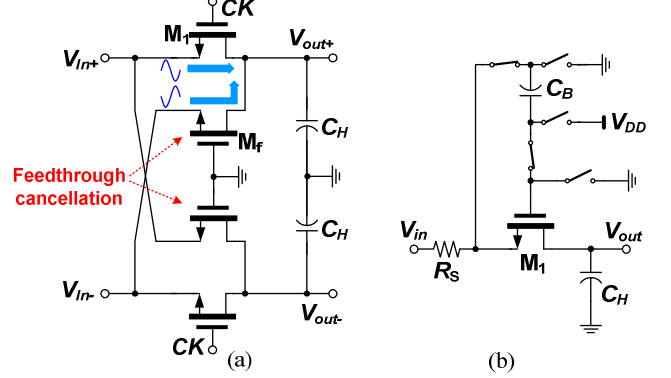 CK
M1
VIn+
Vout+
CH
Mf
Feedthrough
cancellation
CH
VIn-
Vout-
CK
(a)
CB
VDD
Vin
RS
M1
Vout
CH
(b)